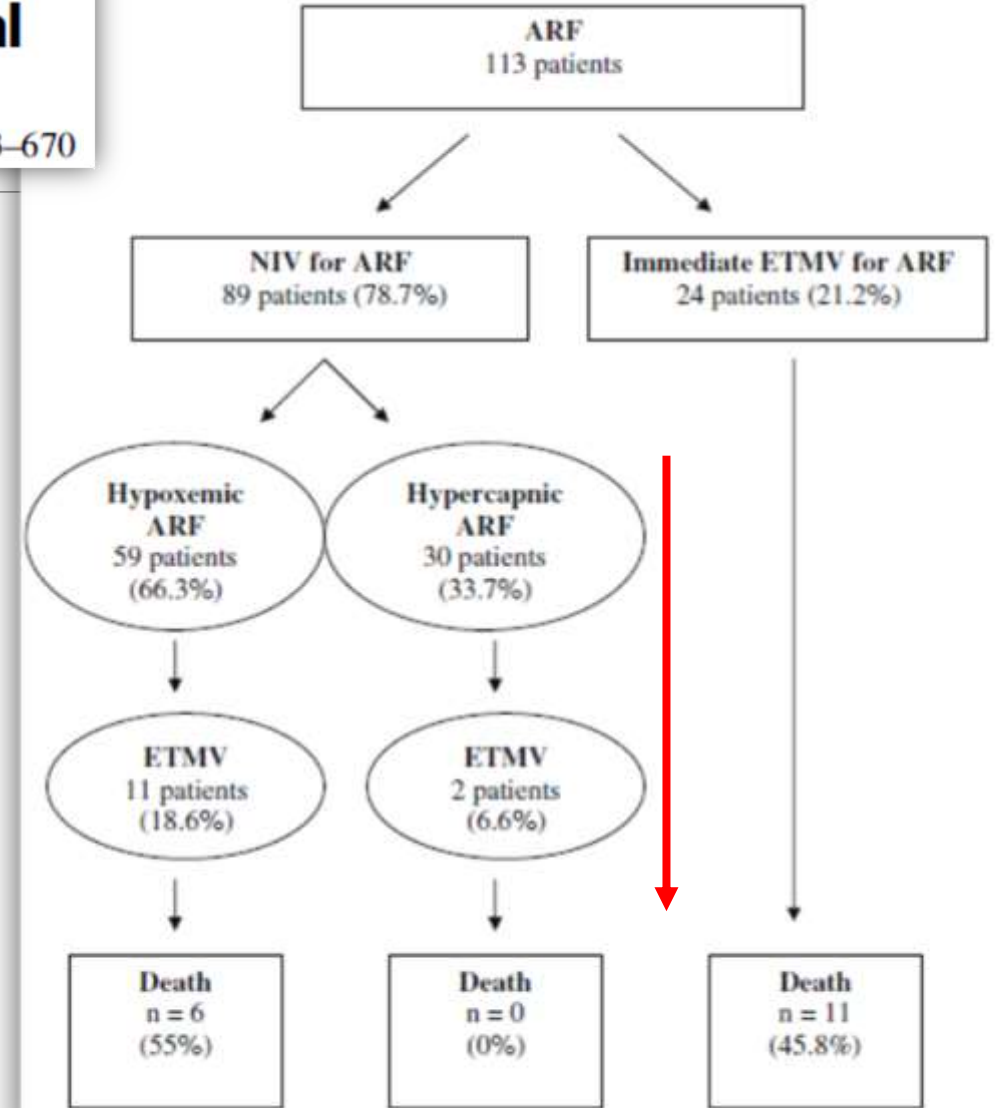 al
–670
ARF
113 patients
NIV for ARF
89 patients (78.7%)
Immediate ETMV for ARF
24 patients (21.2%)
Hypoxemic
ARF
59 patients
(66.3%)
Hypercapnic
ARF
30 patients
(33.7%)
ETMV
11 patients
(18.6%)
ETMV
2 patients
(6.6%)
Death
n = 6
(55%)
Death
n = 0
(0%)
Death
n = 11
(45.8%)